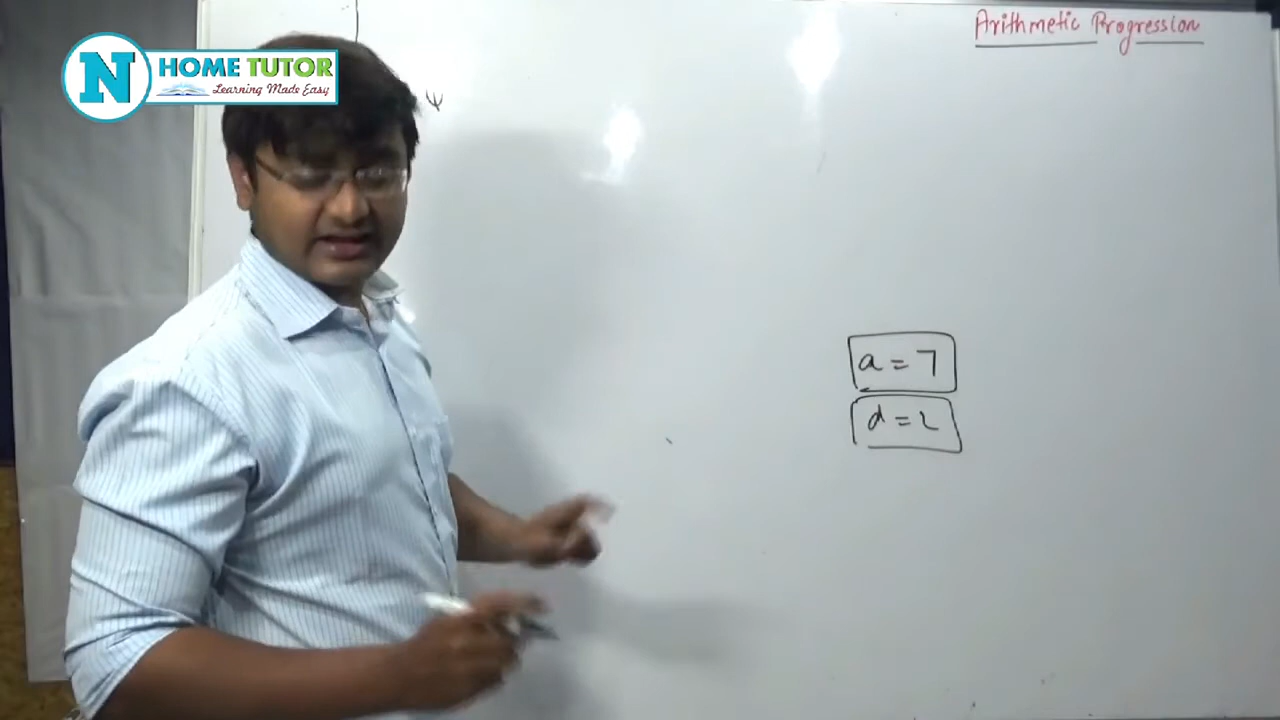 Arithmetic Progression
N HOME TUTOR
Learning Made Easy
a = 7
d = 2